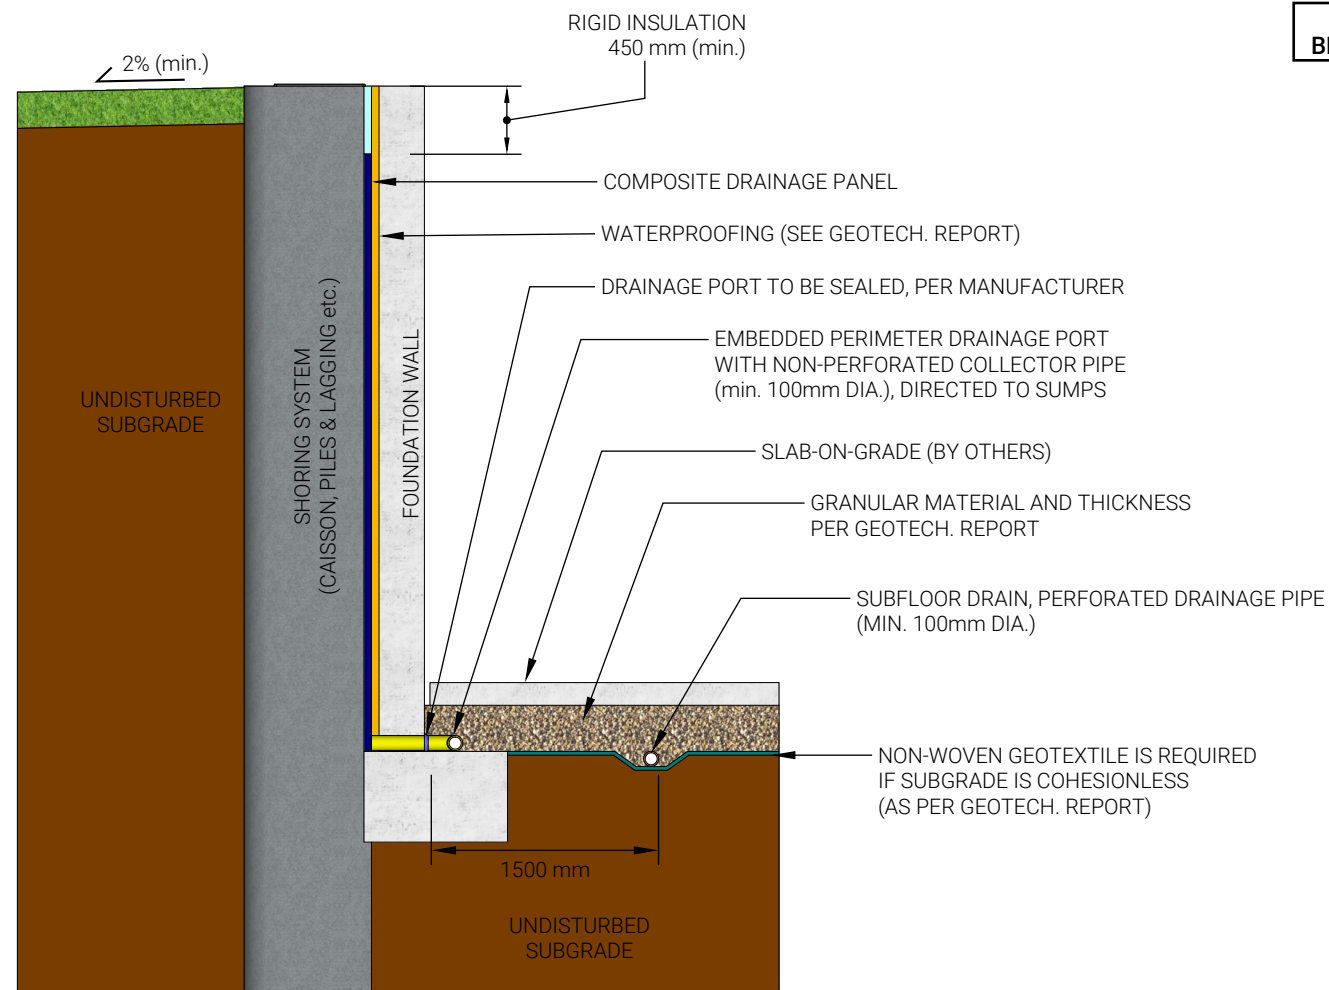 RIGID INSULATION
450 mm (min.)
2% (min.)
COMPOSITE DRAINAGE PANEL
WATERPROOFING (SEE GEOTECH. REPORT)
DRAINAGE PORT TO BE SEALED, PER MANUFACTURER
EMBEDDED PERIMETER DRAINAGE PORT
WITH NON-PERFORATED COLLECTOR PIPE
(min. 100mm DIA.), DIRECTED TO SUMPS
UNDISTURBED
SUBGRADE
SHORING SYSTEM
(CAISSON, PILES & LAGGING etc.)
FOUNDATION WALL
SLAB-ON-GRADE (BY OTHERS)
GRANULAR MATERIAL AND THICKNESS
PER GEOTECH. REPORT
SUBFLOOR DRAIN, PERFORATED DRAINAGE PIPE
(MIN. 100mm DIA.)
NON-WOVEN GEOTEXTILE IS REQUIRED
IF SUBGRADE IS COHESIONLESS
(AS PER GEOTECH. REPORT)
1500 mm
UNDISTURBED
SUBGRADE